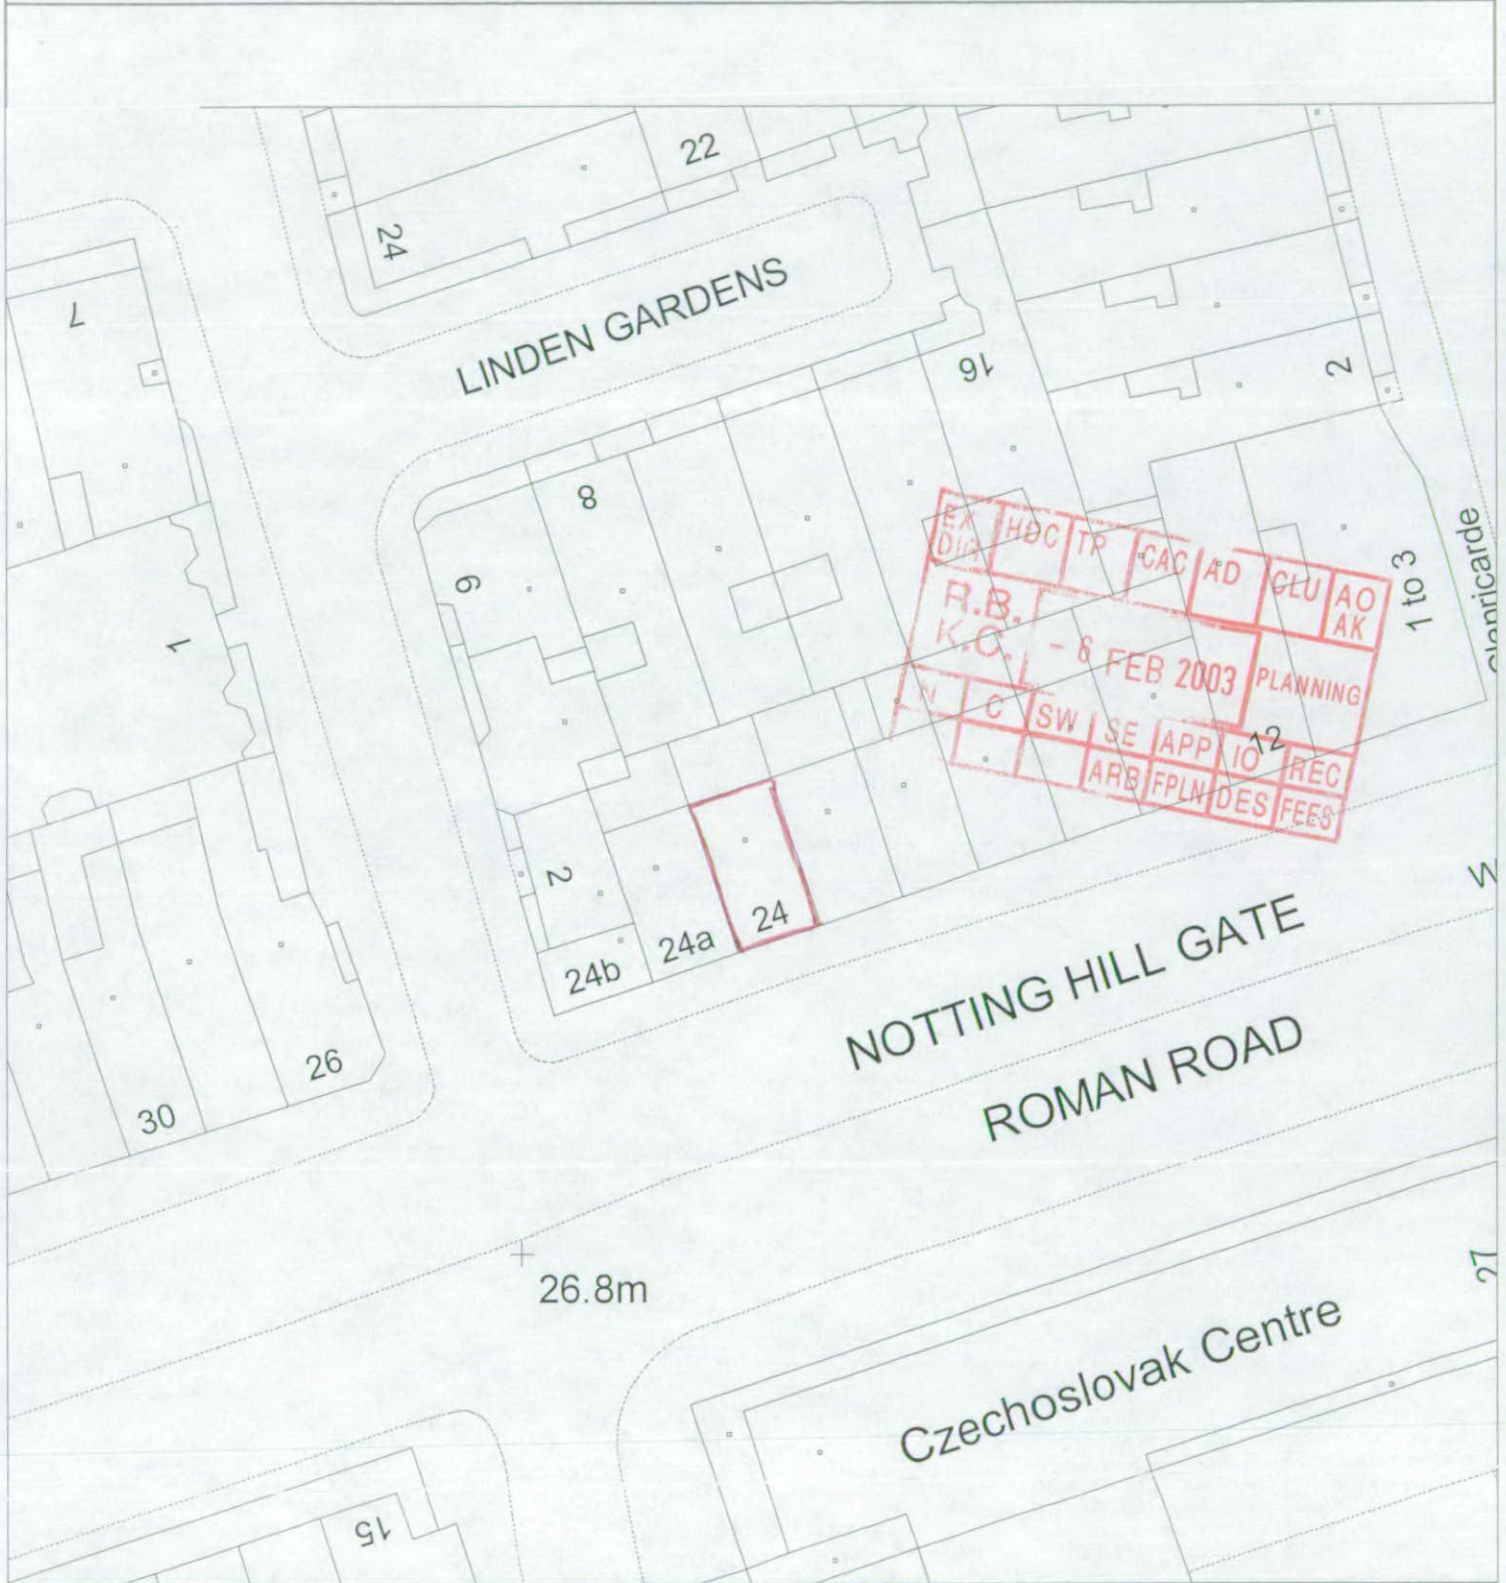 22
24
7
LINDEN GARDENS
16
2
8
6
1
1 to 3
EX DIR HDC TP CAC AD CLU AO AK
R.B. K.C. - 6 FEB 2003 PLANNING
N C SW SE APP IO REC
ARB FPLN DES FEES
12
2
24
24a
24b
NOTTING HILL GATE
ROMAN ROAD
26
30
26.8m
27
Czechoslovak Centre
15